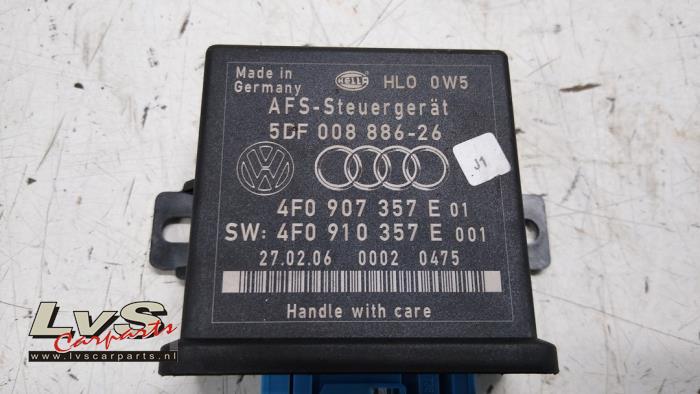 Made in
Germany
HELLA
HLO 0W5
AFS-Steuergerät
5DF 008 886-26
J1
4F0 907 357 E 01
SW: 4F0 910 357 E 001
27.02.06 0002 0475
Handle with care
LvS
Carparts
www.lvscarparts.nl